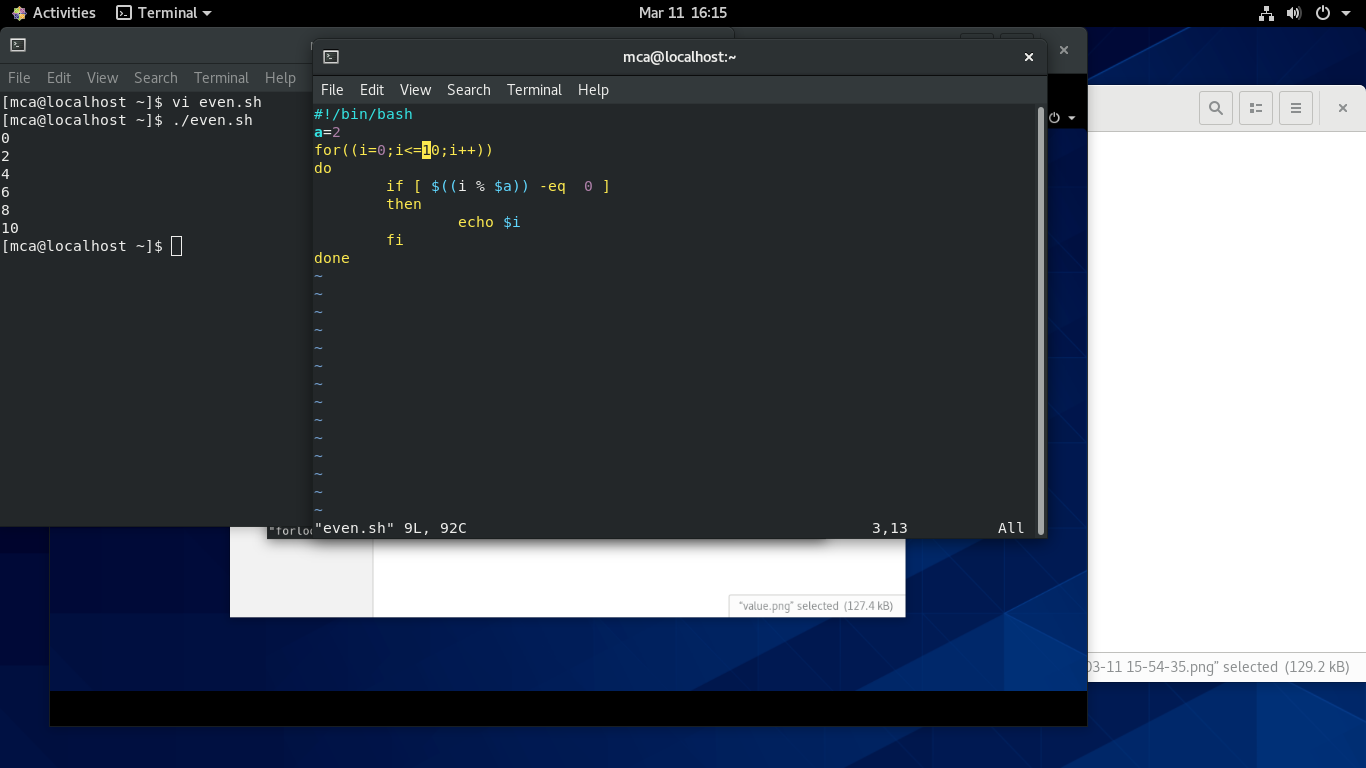 Activities Terminal Mar 11 16:15
File Edit View Search Terminal Help
[mca@localhost ~]$ vi even.sh
[mca@localhost ~]$ ./even.sh
0
2
4
6
8
10
[mca@localhost ~]$
mca@localhost:~
File Edit View Search Terminal Help
#!/bin/bash
a=2
for((i=0;i<=10;i++))
do
        if [ $((i % $a)) -eq  0 ]
        then
                echo $i
        fi
done
~
~
~
~
~
~
~
~
~
~
~
~
~
~
"even.sh" 9L, 92C 3,13 All
"value.png" selected (127.4 kB)
03-11 15-54-35.png" selected (129.2 kB)